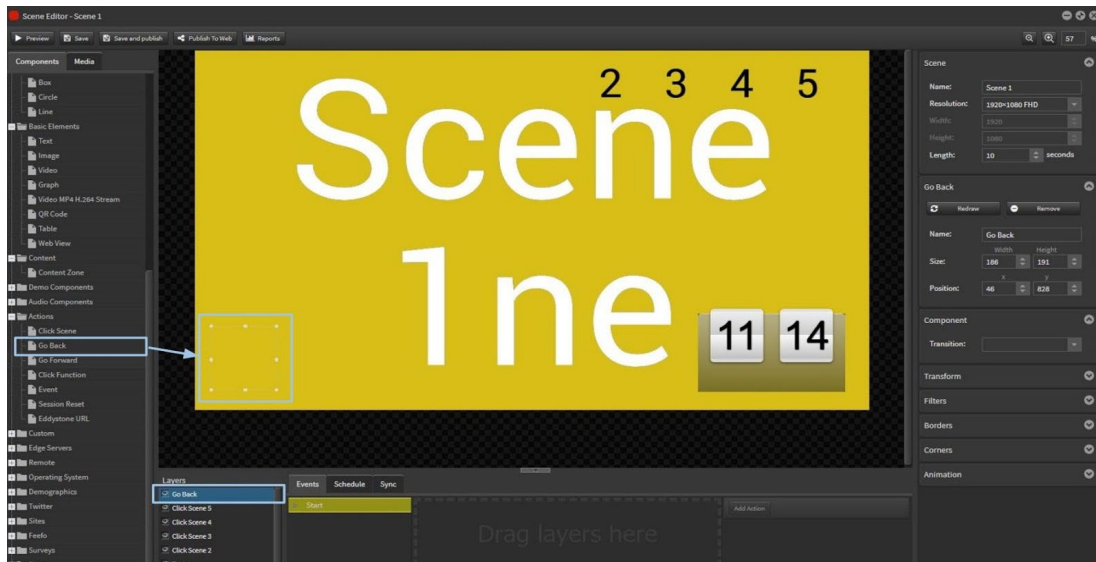 Scene Editor - Scene 1
Preview Save Save and publish Publish To Web Reports 57 %
Components Media
Box
Circle
Line
Basic Elements
Text
Image
Video
Graph
Video MP4 H.264 Stream
QR Code
Table
Web View
Content
Content Zone
Demo Components
Audio Components
Actions
Click Scene
Go Back
Go Forward
Click Function
Event
Session Reset
Eddystone URL
Custom
Edge Servers
Remote
Operating System
Demographics
Twitter
Sites
Feefo
Surveys
2 3 4 5
Scene
1ne
11 14
Layers
Go Back
Click Scene 5
Click Scene 4
Click Scene 3
Click Scene 2
Events Schedule Sync
Start
Drag layers here
Add Action
Scene
Name: Scene 1
Resolution: 1920×1080 FHD
Width: 1920
Height: 1080
Length: 10 seconds
Go Back
Redraw Remove
Name: Go Back
Width Height
Size: 186 191
x y
Position: 46 828
Component
Transition:
Transform
Filters
Borders
Corners
Animation